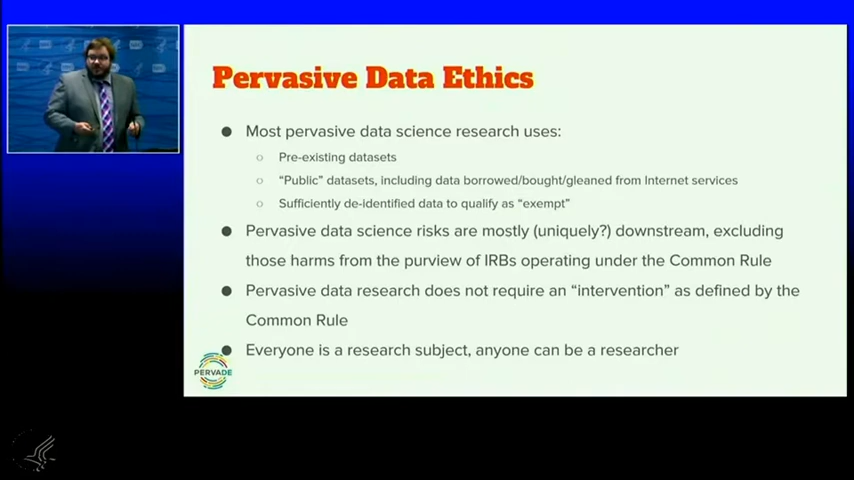 Pervasive Data Ethics
Most pervasive data science research uses:
Pre-existing datasets
“Public” datasets, including data borrowed/bought/gleaned from Internet services
Sufficiently de-identified data to qualify as “exempt”
Pervasive data science risks are mostly (uniquely?) downstream, excluding
those harms from the purview of IRBs operating under the Common Rule
Pervasive data research does not require an “intervention” as defined by the
Common Rule
Everyone is a research subject, anyone can be a researcher
PERVADE